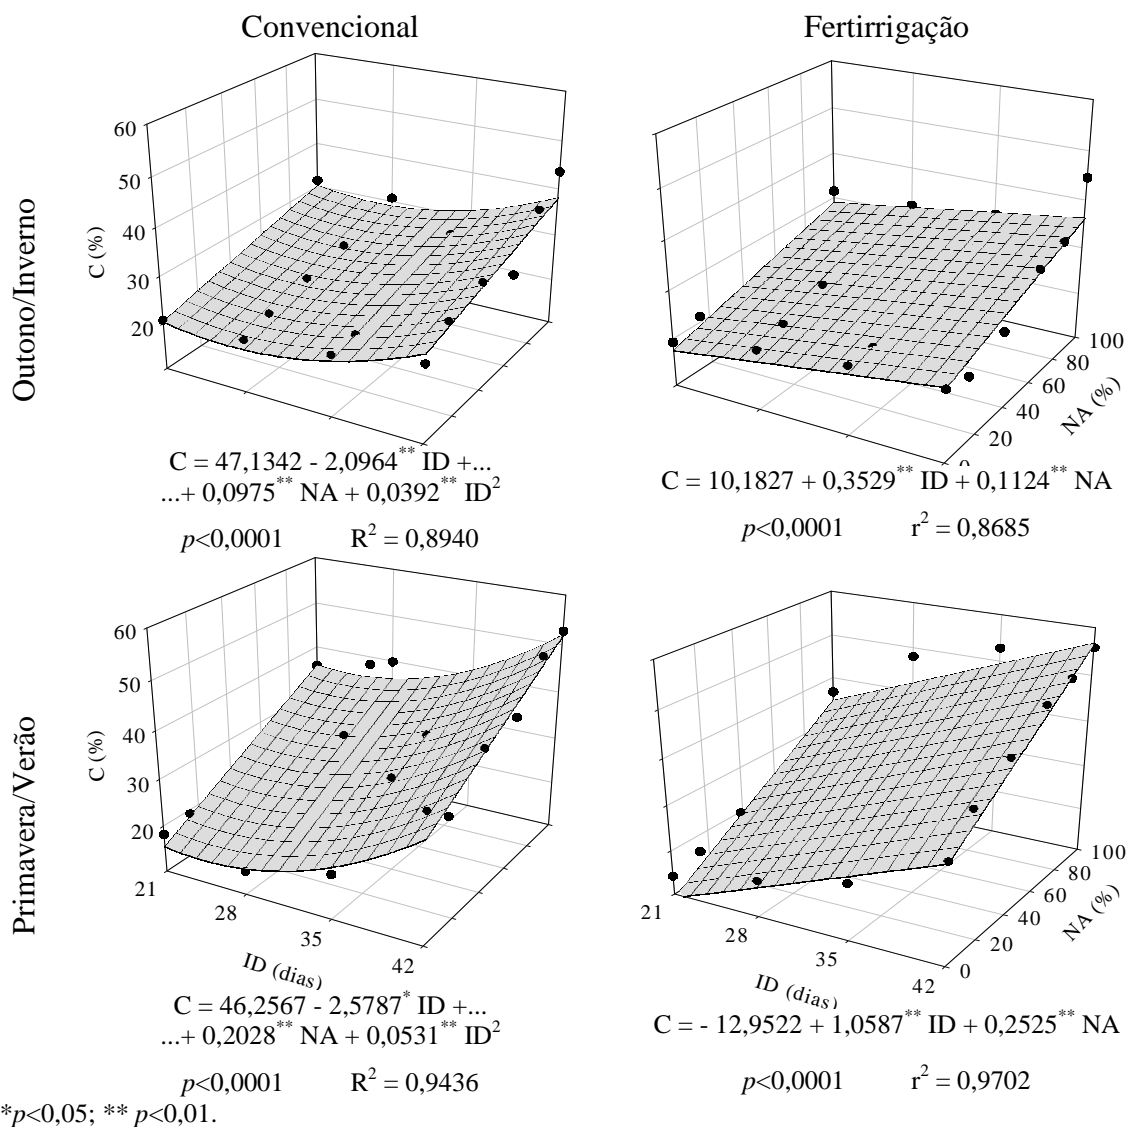 Convencional
Fertirrigação
Outono/Inverno
C (%)
60
50
40
30
20
100
80
60
40
20
0
NA (%)
C = 47,1342 - 2,0964** ID +...
...+ 0,0975** NA + 0,0392** ID²
p<0,0001 R² = 0,8940
C = 10,1827 + 0,3529** ID + 0,1124** NA
p<0,0001 r² = 0,8685
Primavera/Verão
C (%)
60
50
40
30
20
21
28
35
42
ID (dias)
21
28
35
42
ID (dias)
100
80
60
40
20
0
NA (%)
C = 46,2567 - 2,5787* ID +...
...+ 0,2028** NA + 0,0531** ID²
p<0,0001 R² = 0,9436
C = - 12,9522 + 1,0587** ID + 0,2525** NA
p<0,0001 r² = 0,9702
*p<0,05; ** p<0,01.